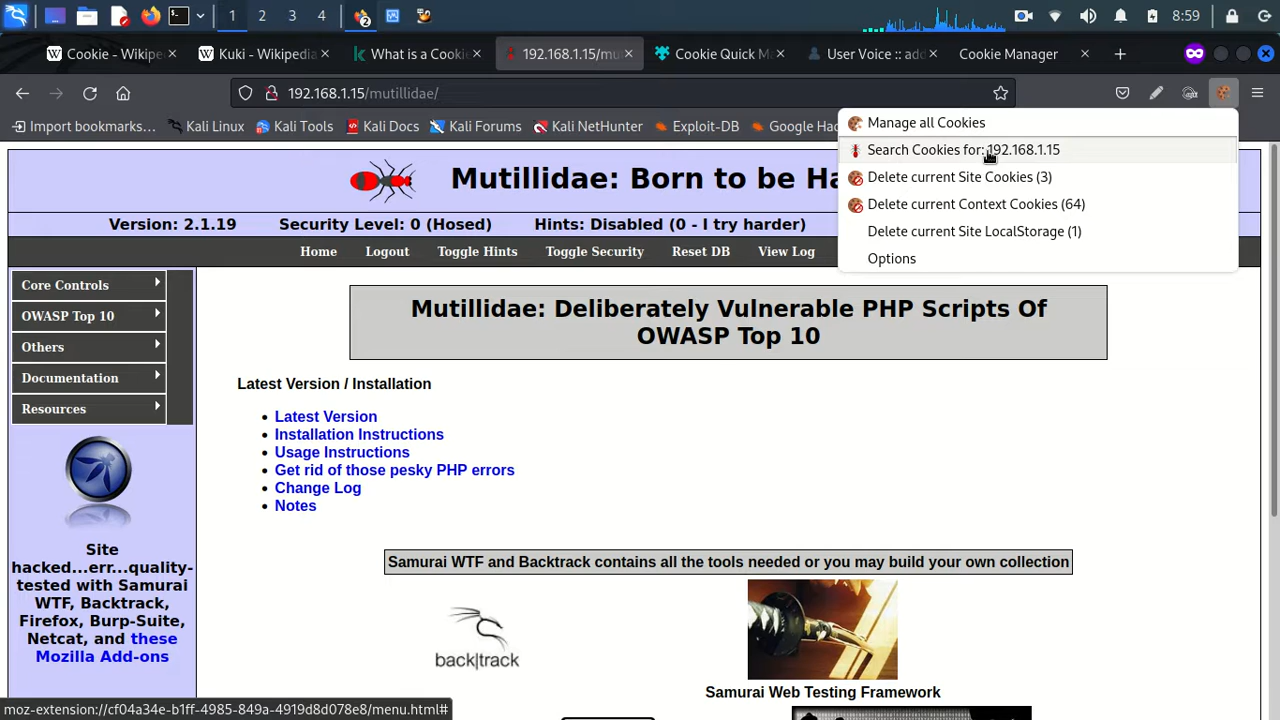 1 2 3 4 2 8:59
Cookie - Wikipe
Kuki - Wikipedia
What is a Cookie
192.168.1.15/mu
Cookie Quick M
User Voice :: add
Cookie Manager
192.168.1.15/mutillidae/
Import bookmarks... Kali Linux Kali Tools Kali Docs Kali Forums Exploit-DB Google Ha
Manage all Cookies
Search Cookies for: 192.168.1.15
Delete current Site Cookies (3)
Delete current Context Cookies (64)
Delete current Site LocalStorage (1)
Options
Mutillidae: Born to be Ha
Version: 2.1.19 Security Level: 0 (Hosed) Hints: Disabled (0 - I try harder)
Home Logout Toggle Hints Toggle Security Reset DB View Log
Core Controls
OWASP Top 10
Others
Documentation
Resources
Site
hacked...err...quality-
tested with Samurai
WTF, Backtrack,
Firefox, Burp-Suite,
Netcat, and these
Mozilla Add-ons
Mutillidae: Deliberately Vulnerable PHP Scripts Of
OWASP Top 10
Latest Version / Installation
Latest Version
Installation Instructions
Usage Instructions
Get rid of those pesky PHP errors
Change Log
Notes
Samurai WTF and Backtrack contains all the tools needed or you may build your own collection
back|track
Samurai Web Testing Framework
moz-extension://cf04a34e-b1ff-4985-849a-4919d8d078e8/menu.html#